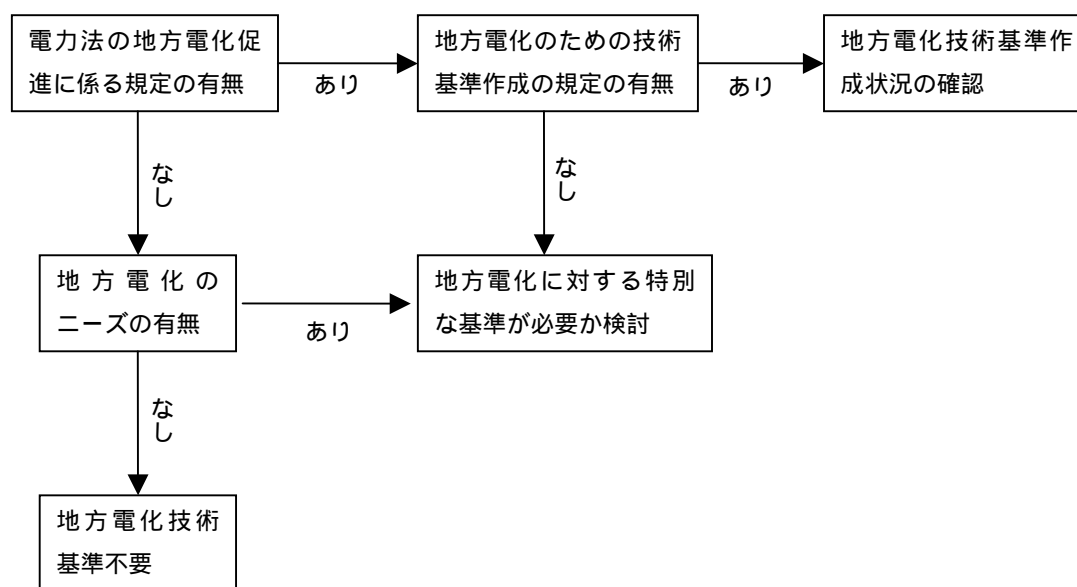 電力法の地方電化促
進に係る規定の有無
あり
地方電化のための技術
基準作成の規定の有無
あり
地方電化技術基準作
成状況の確認
なし
なし
地方電化の
ニーズの有無
あり
地方電化に対する特別
な基準が必要か検討
なし
地方電化技術
基準不要